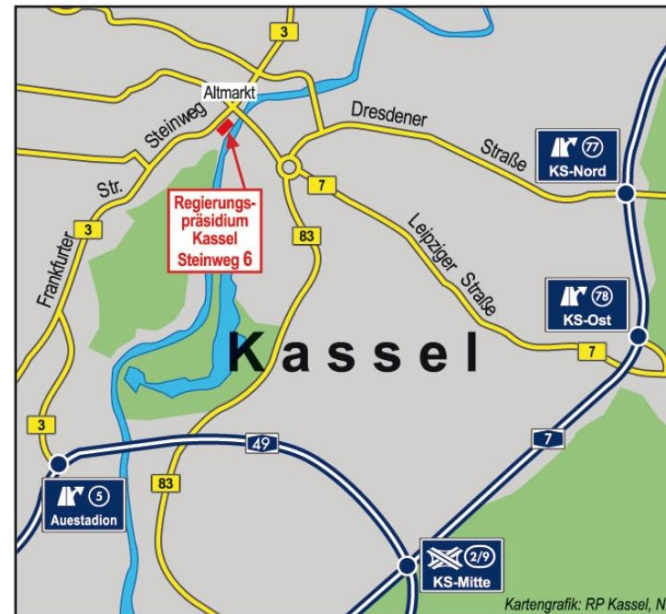 3
Altmarkt
Steinweg
Dresdener
Straße
77
KS-Nord
Str.
Regierungs-
präsidium
Kassel
Steinweg 6
7
83
3
Frankfurter
Leipziger
Straße
78
KS-Ost
Kassel
7
3
49
7
83
5
Auestadion
2/9
KS-Mitte
Kartengrafik: RP Kassel, N